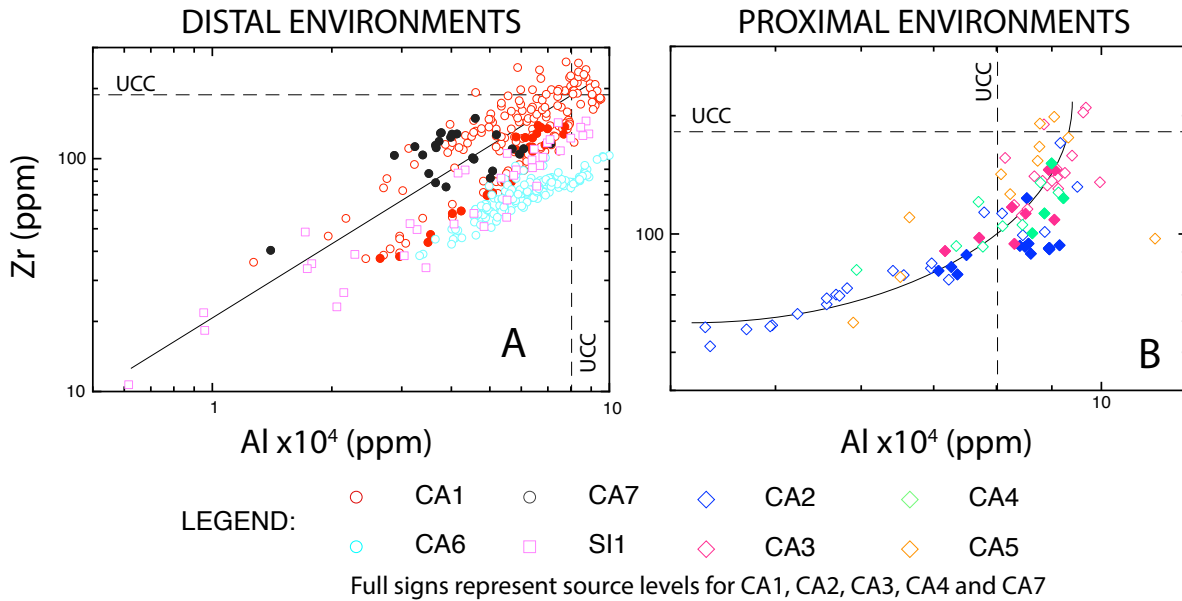 DISTAL ENVIRONMENTS
PROXIMAL ENVIRONMENTS
UCC
UCC
UCC
UCC
Zr (ppm)
100
10
100
A
B
1
10
10
Al x10⁴ (ppm)
Al x10⁴ (ppm)
LEGEND:
CA1
CA7
CA2
CA4
CA6
SI1
CA3
CA5
Full signs represent source levels for CA1, CA2, CA3, CA4 and CA7